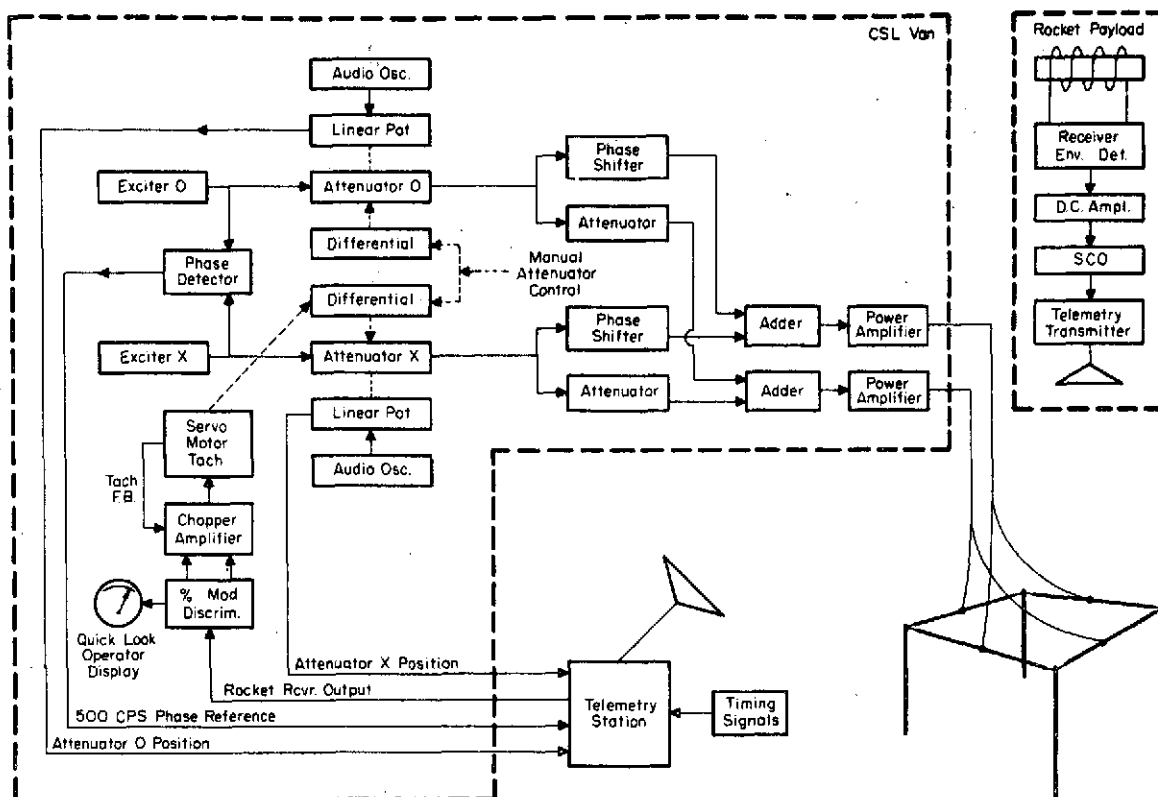 CSL Van
Rocket Payload
Audio Osc.
Linear Pot
Receiver
Env. Det.
Phase
Shifter
Exciter O
Attenuator O
D.C. Ampl.
Attenuator
Differential
Phase
Detector
Manual
Attenuator
Control
SCO
Differential
Phase
Shifter
Adder
Power
Amplifier
Telemetry
Transmitter
Exciter X
Attenuator X
Attenuator
Adder
Power
Amplifier
Linear Pot
Servo
Motor
Tach
Audio Osc.
Tach
F.B.
Chopper
Amplifier
% Mod
Discrim.
Quick Look
Operator
Display
Attenuator X Position
Rocket Rcvr. Output
500 CPS Phase Reference
Attenuator O Position
Telemetry
Station
Timing
Signals